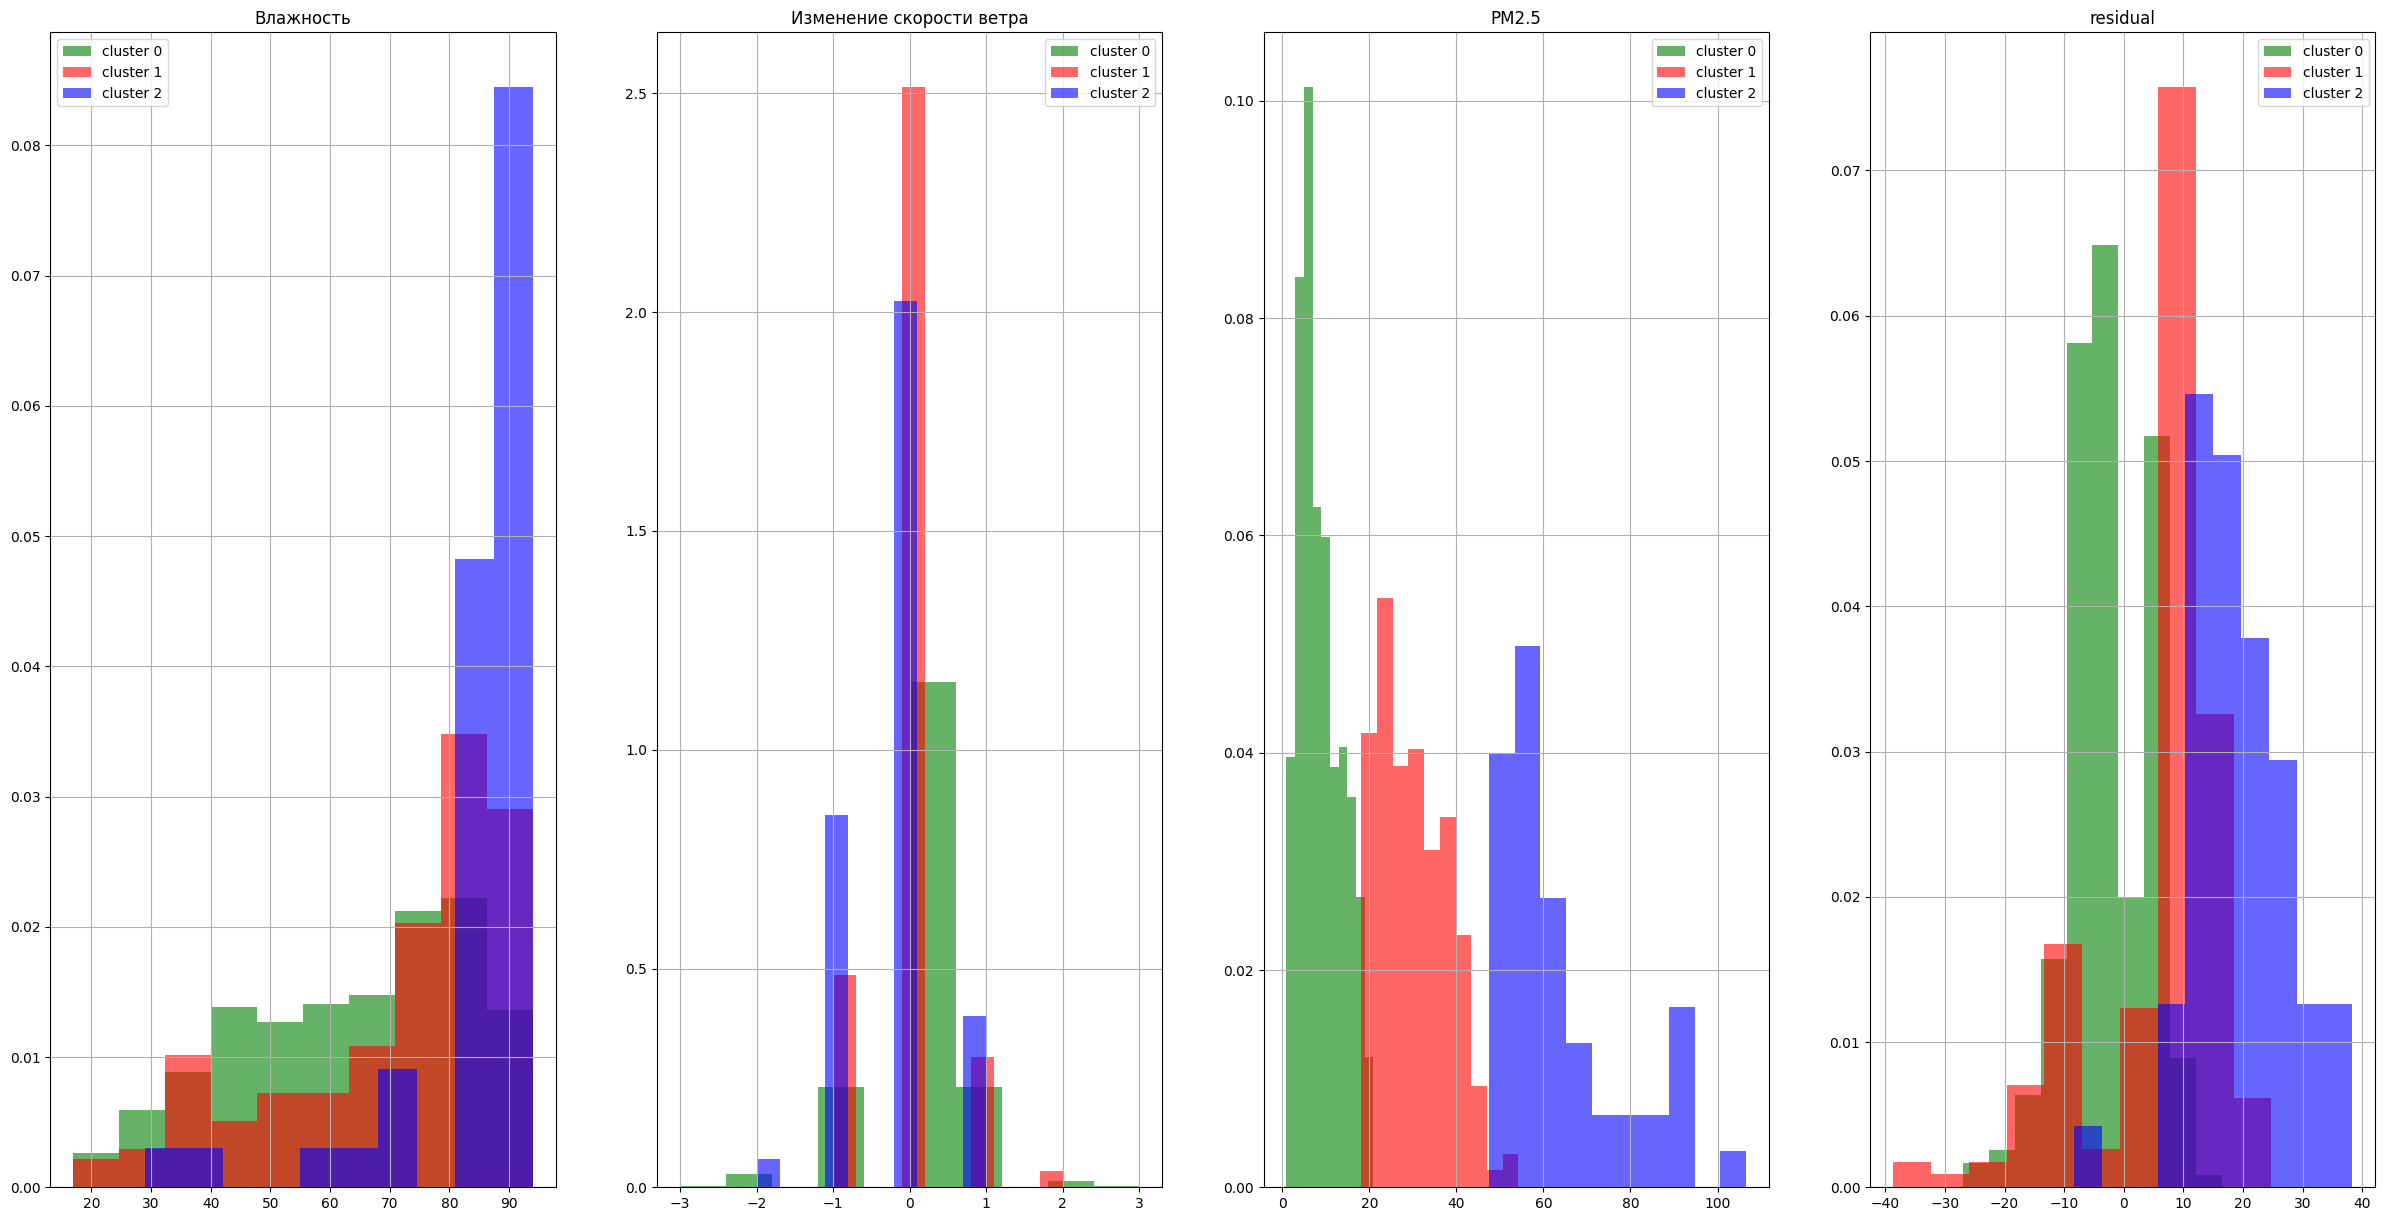 Влажность
cluster 0
cluster 1
cluster 2
0.08
0.07
0.06
0.05
0.04
0.03
0.02
0.01
0.00
20 30 40 50 60 70 80 90
Изменение скорости ветра
cluster 0
cluster 1
cluster 2
2.5
2.0
1.5
1.0
0.5
0.0
−3 −2 −1 0 1 2 3
PM2.5
cluster 0
cluster 1
cluster 2
0.10
0.08
0.06
0.04
0.02
0.00
0 20 40 60 80 100
residual
cluster 0
cluster 1
cluster 2
0.07
0.06
0.05
0.04
0.03
0.02
0.01
0.00
−40 −30 −20 −10 0 10 20 30 40